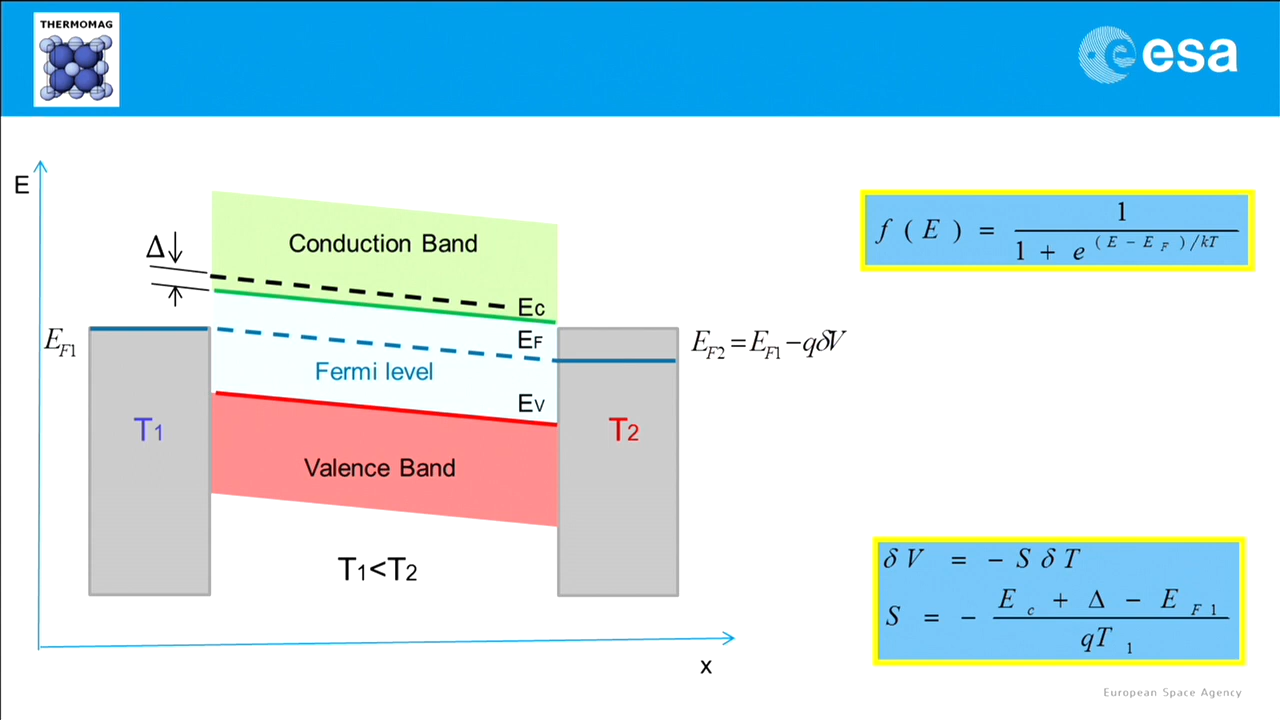 THERMOMAG
esa
E
Δ
Conduction Band
Ec
E_F1
EF
Fermi level
EV
E_F2 = E_F1 − qδV
T1
T2
Valence Band
T1<T2
x
f ( E ) = 1 / (1 + e^(E − E_F)/kT)
δV = − S δT
S = − (E_c + Δ − E_F1) / (qT_1)
European Space Agency